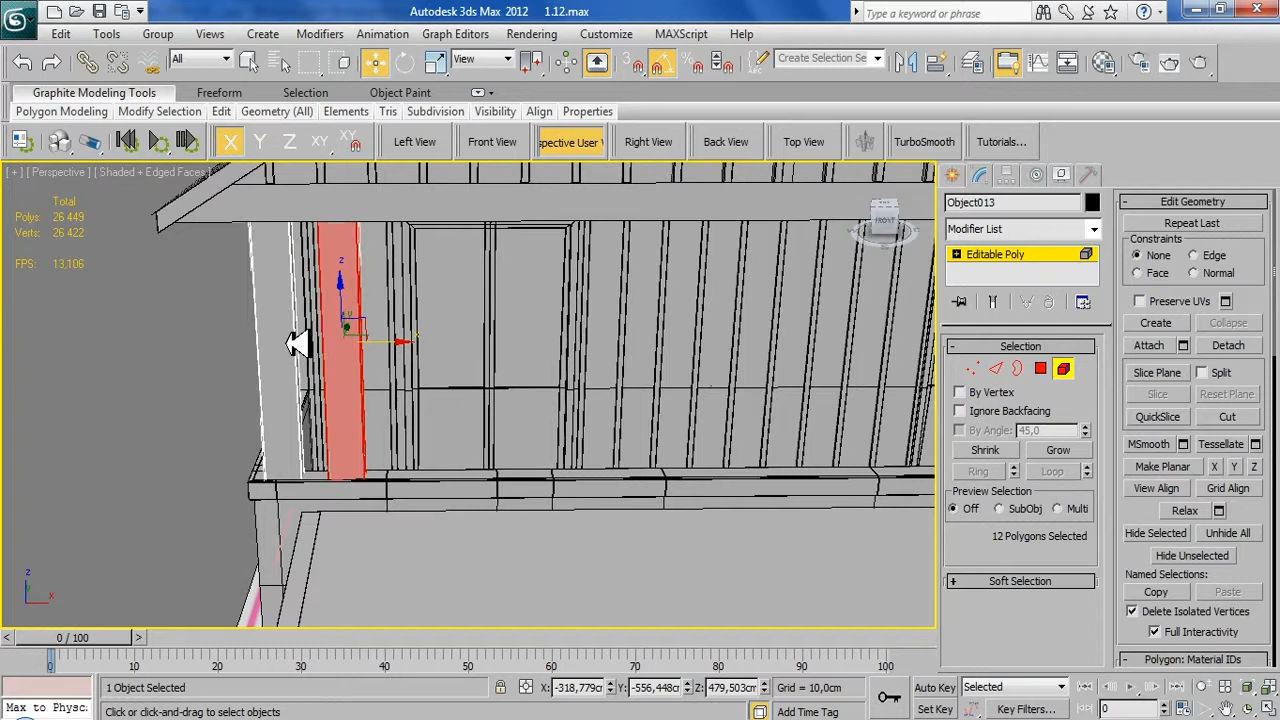 Autodesk 3ds Max 2012 1.12.max
Type a keyword or phrase
Edit Tools Group Views Create Modifiers Animation Graph Editors Rendering Customize MAXScript Help
All View 3 Create Selection Se
Graphite Modeling Tools Freeform Selection Object Paint
Polygon Modeling Modify Selection Edit Geometry (All) Elements Tris Subdivision Visibility Align Properties
X Y Z XY XY Left View Front View spective User Right View Back View Top View TurboSmooth Tutorials...
[ + ] [ Perspective ] [ Shaded + Edged Faces ]
Total
Polys: 26 449
Verts: 26 422
FPS: 13,106
FRONT
z
x
z
x
Object013
Modifier List
Editable Poly
Selection
By Vertex
Ignore Backfacing
By Angle: 45,0
Shrink Grow
Ring Loop
Preview Selection
Off SubObj Multi
12 Polygons Selected
Soft Selection
Edit Geometry
Repeat Last
Constraints
None Edge
Face Normal
Preserve UVs
Create Collapse
Attach Detach
Slice Plane Split
Slice Reset Plane
QuickSlice Cut
MSmooth Tessellate
Make Planar X Y Z
View Align Grid Align
Relax
Hide Selected Unhide All
Hide Unselected
Named Selections:
Copy Paste
Delete Isolated Vertices
Full Interactivity
Polygon: Material IDs
< 0 / 100 >
0 10 20 30 40 50 60 70 80 90 100
1 Object Selected X: -318,779cm Y: -556,448cm Z: 479,503cm Grid = 10,0cm Auto Key Selected
Max to Physc Click or click-and-drag to select objects Add Time Tag Set Key Key Filters... 0